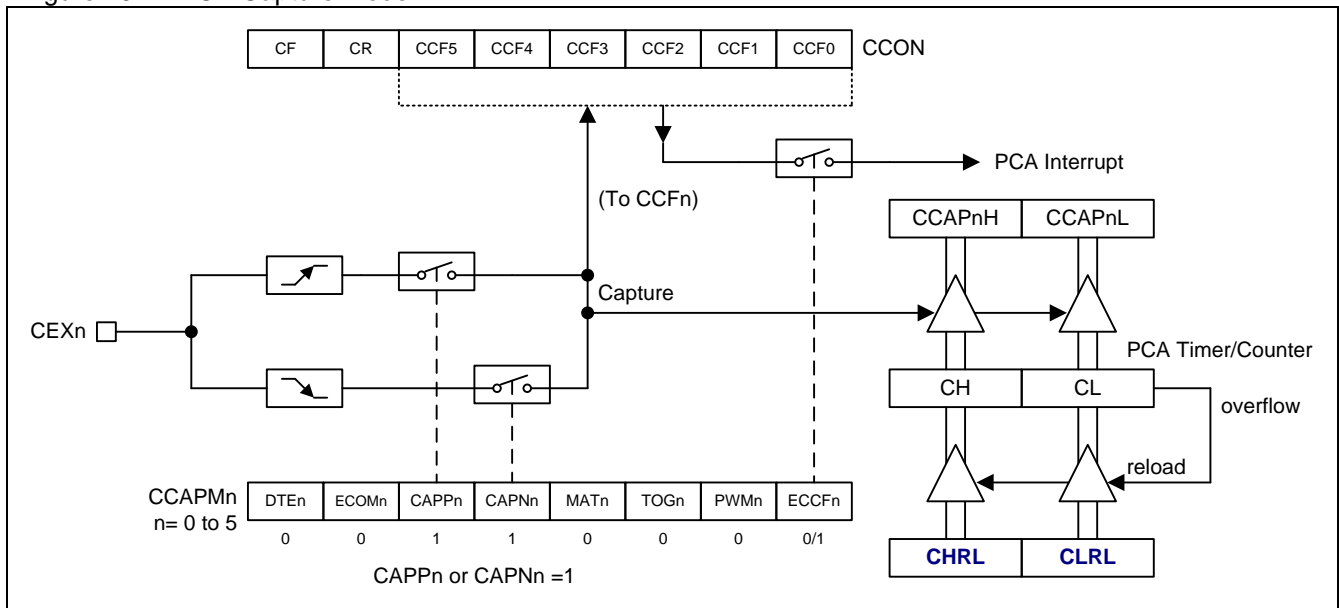 CF CR CCF5 CCF4 CCF3 CCF2 CCF1 CCF0 CCON
PCA Interrupt
(To CCFn)
CCAPnH CCAPnL
Capture
CEXn
PCA Timer/Counter
CH CL
overflow
reload
CCAPMn
n= 0 to 5
DTEn ECOMn CAPPn CAPNn MATn TOGn PWMn ECCFn
0 0 1 1 0 0 0 0/1
CHRL CLRL
CAPPn or CAPNn =1